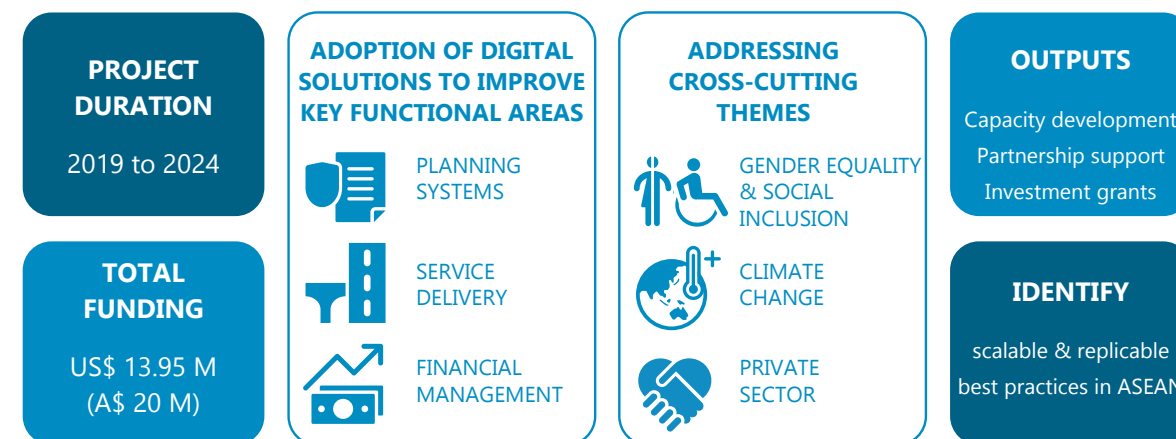 PROJECT
DURATION
2019 to 2024
TOTAL
FUNDING
US$ 13.95 M
(A$ 20 M)
ADOPTION OF DIGITAL
SOLUTIONS TO IMPROVE
KEY FUNCTIONAL AREAS
PLANNING
SYSTEMS
SERVICE
DELIVERY
FINANCIAL
MANAGEMENT
ADDRESSING
CROSS-CUTTING
THEMES
GENDER EQUALITY
& SOCIAL
INCLUSION
CLIMATE
CHANGE
PRIVATE
SECTOR
OUTPUTS
Capacity development
Partnership support
Investment grants
IDENTIFY
scalable & replicable
best practices in ASEAN